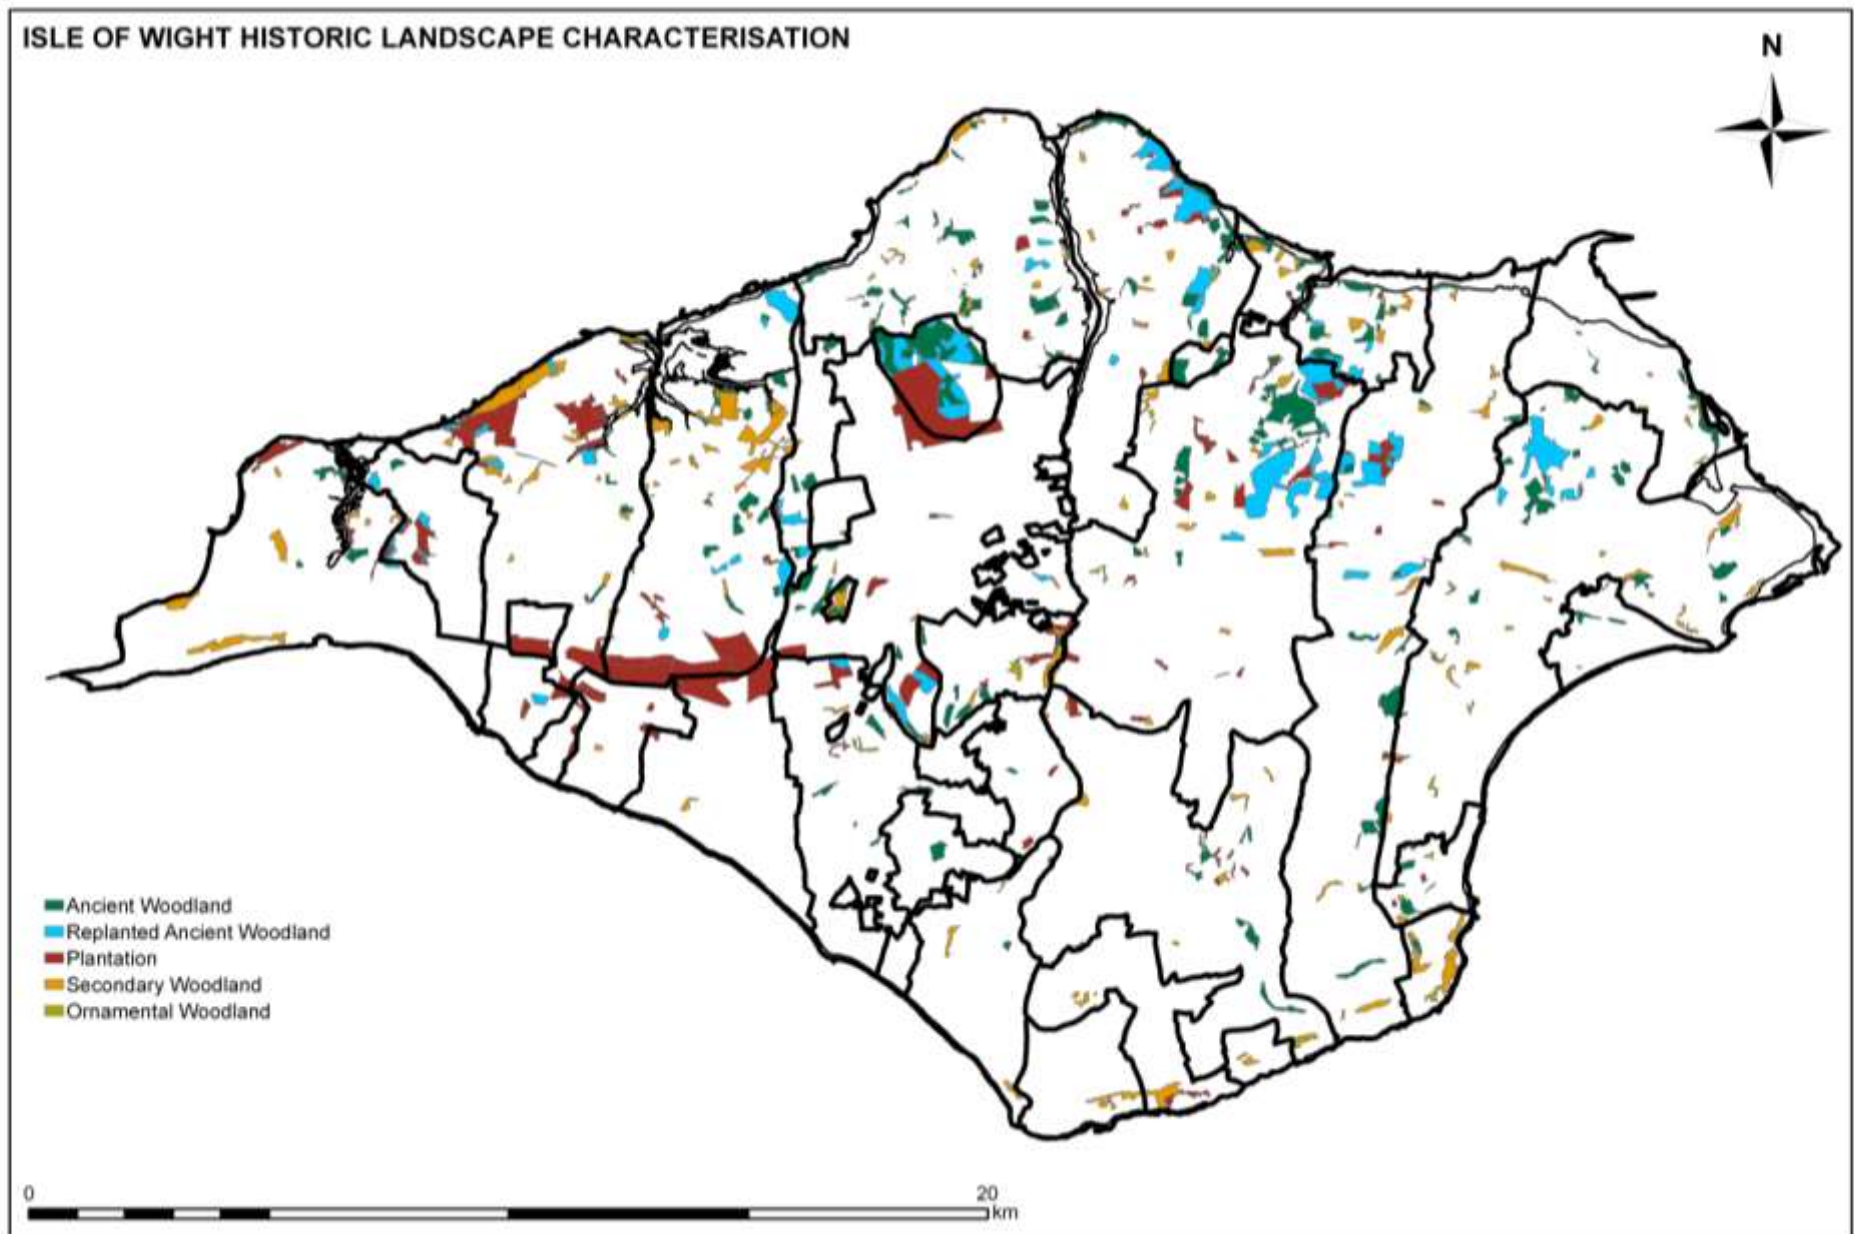 ISLE OF WIGHT HISTORIC LANDSCAPE CHARACTERISATION
N
Ancient Woodland
Replanted Ancient Woodland
Plantation
Secondary Woodland
Ornamental Woodland
0 20
km